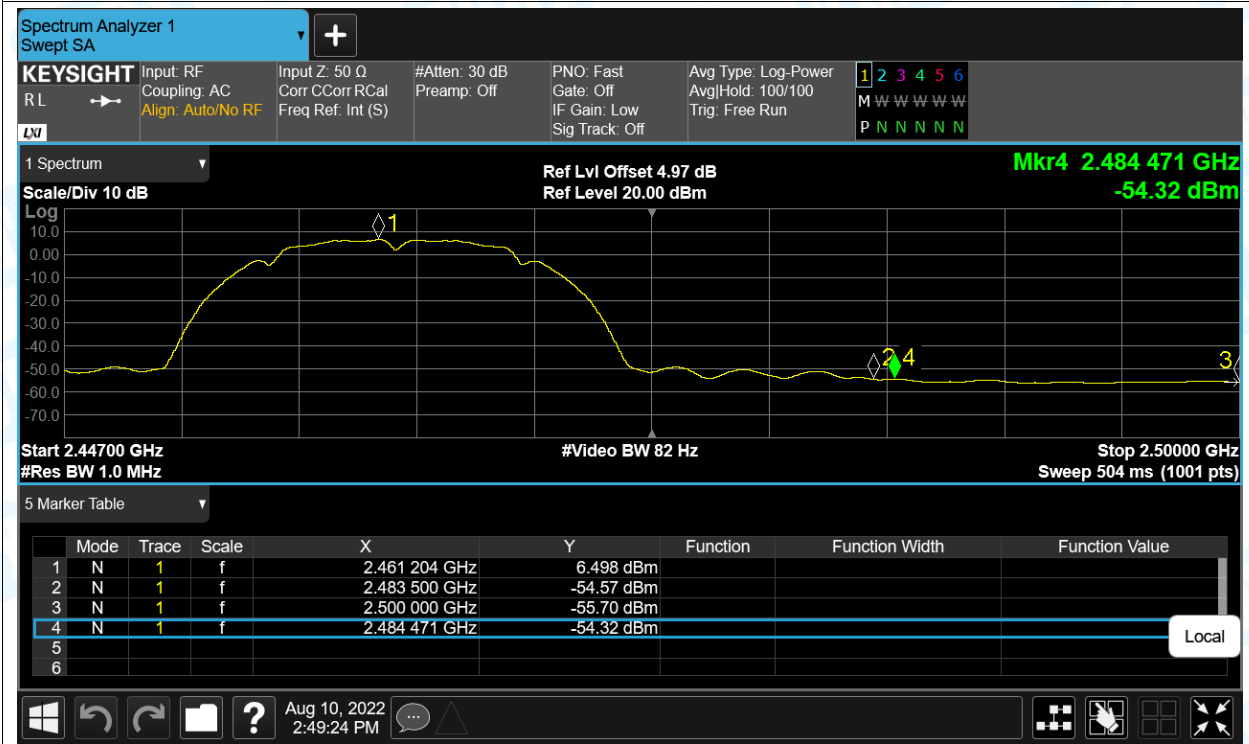 Spectrum Analyzer 1
Swept SA
+
KEYSIGHT
R L
LXI
Input: RF
Coupling: AC
Align: Auto/No RF
Input Z: 50 Ω
Corr CCorr RCal
Freq Ref: Int (S)
#Atten: 30 dB
Preamp: Off
PNO: Fast
Gate: Off
IF Gain: Low
Sig Track: Off
Avg Type: Log-Power
Avg|Hold: 100/100
Trig: Free Run
1 2 3 4 5 6
M W W W W W
P N N N N N
1 Spectrum
Scale/Div 10 dB
Ref Lvl Offset 4.97 dB
Ref Level 20.00 dBm
Mkr4 2.484 471 GHz
-54.32 dBm
Log
10.0
0.00
-10.0
-20.0
-30.0
-40.0
-50.0
-60.0
-70.0
1
2
4
3
Start 2.44700 GHz
#Res BW 1.0 MHz
#Video BW 82 Hz
Stop 2.50000 GHz
Sweep 504 ms (1001 pts)
5 Marker Table
Mode Trace Scale X Y Function Function Width Function Value
1 N 1 f 2.461 204 GHz 6.498 dBm
2 N 1 f 2.483 500 GHz -54.57 dBm
3 N 1 f 2.500 000 GHz -55.70 dBm
4 N 1 f 2.484 471 GHz -54.32 dBm
5
6
Local
?
Aug 10, 2022
2:49:24 PM